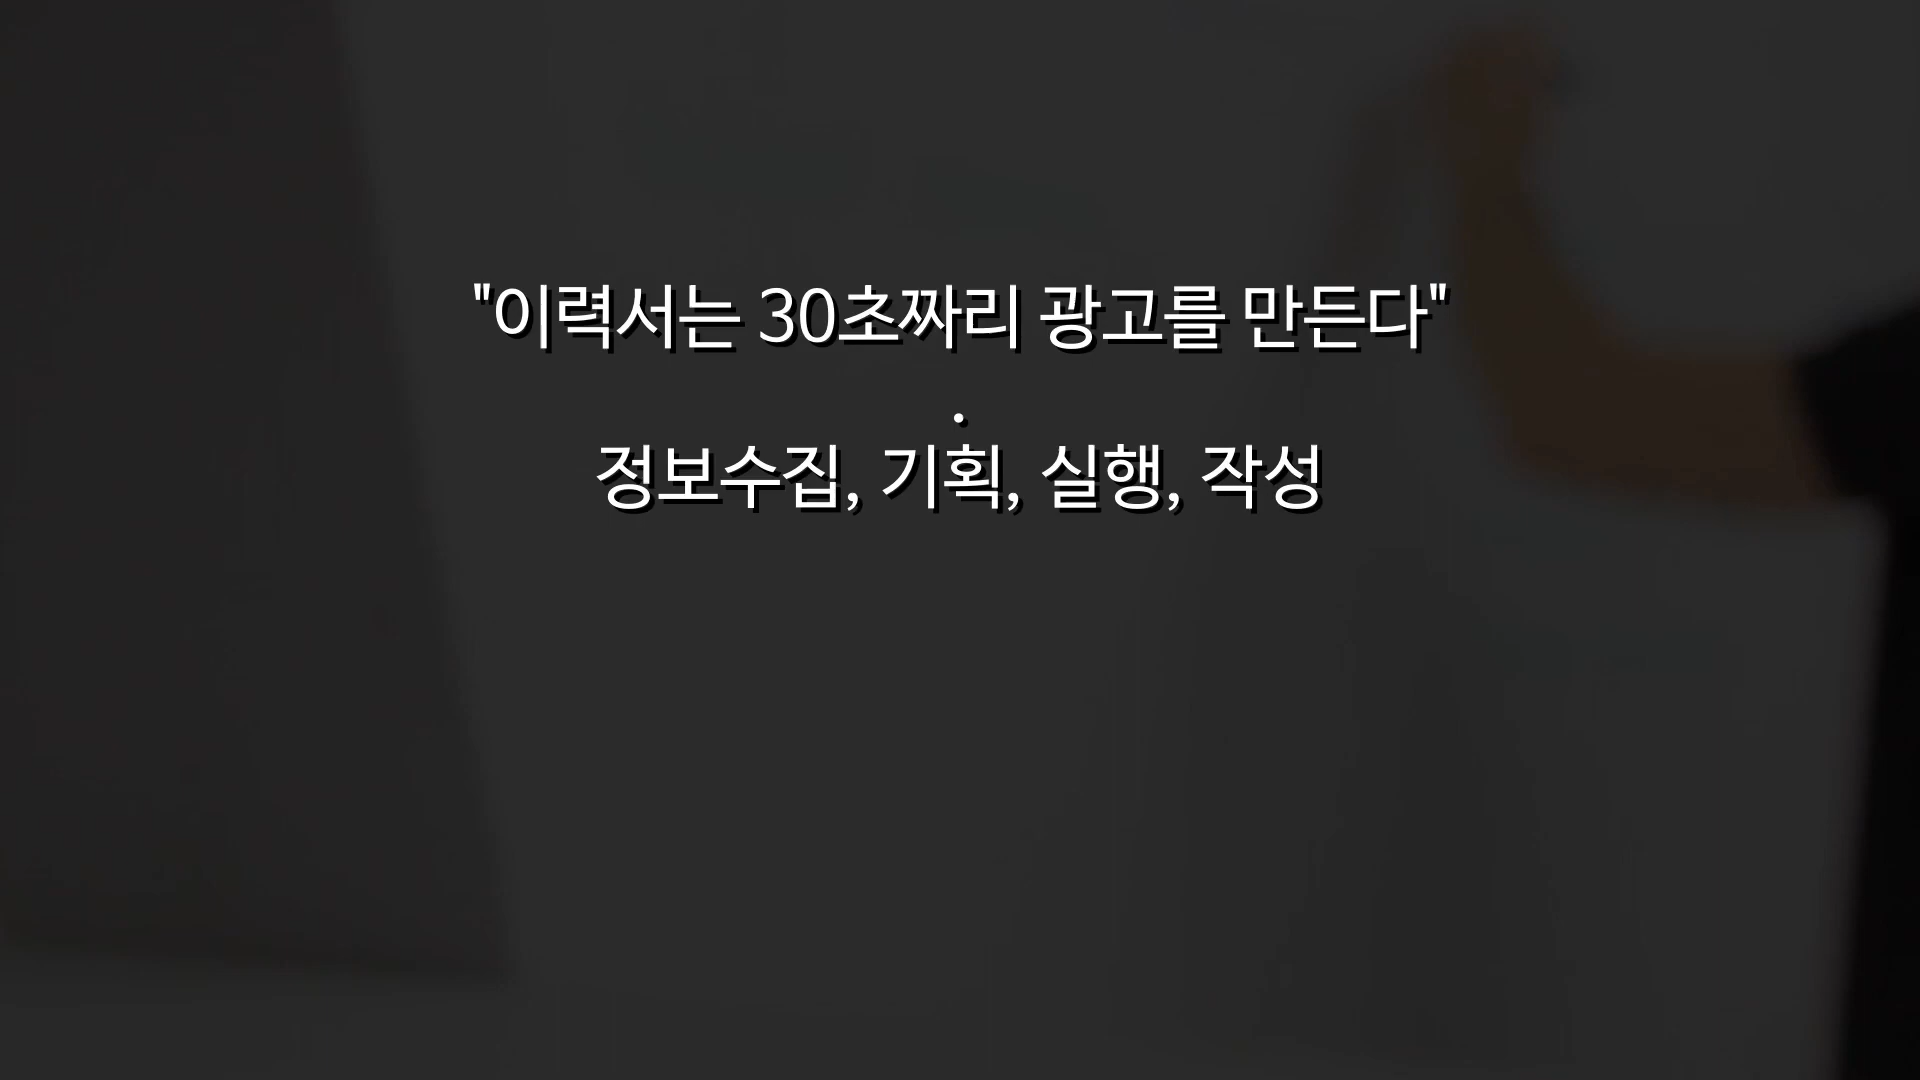 "이력서는 30초짜리 광고를 만든다"
.
정보수집, 기획, 실행, 작성